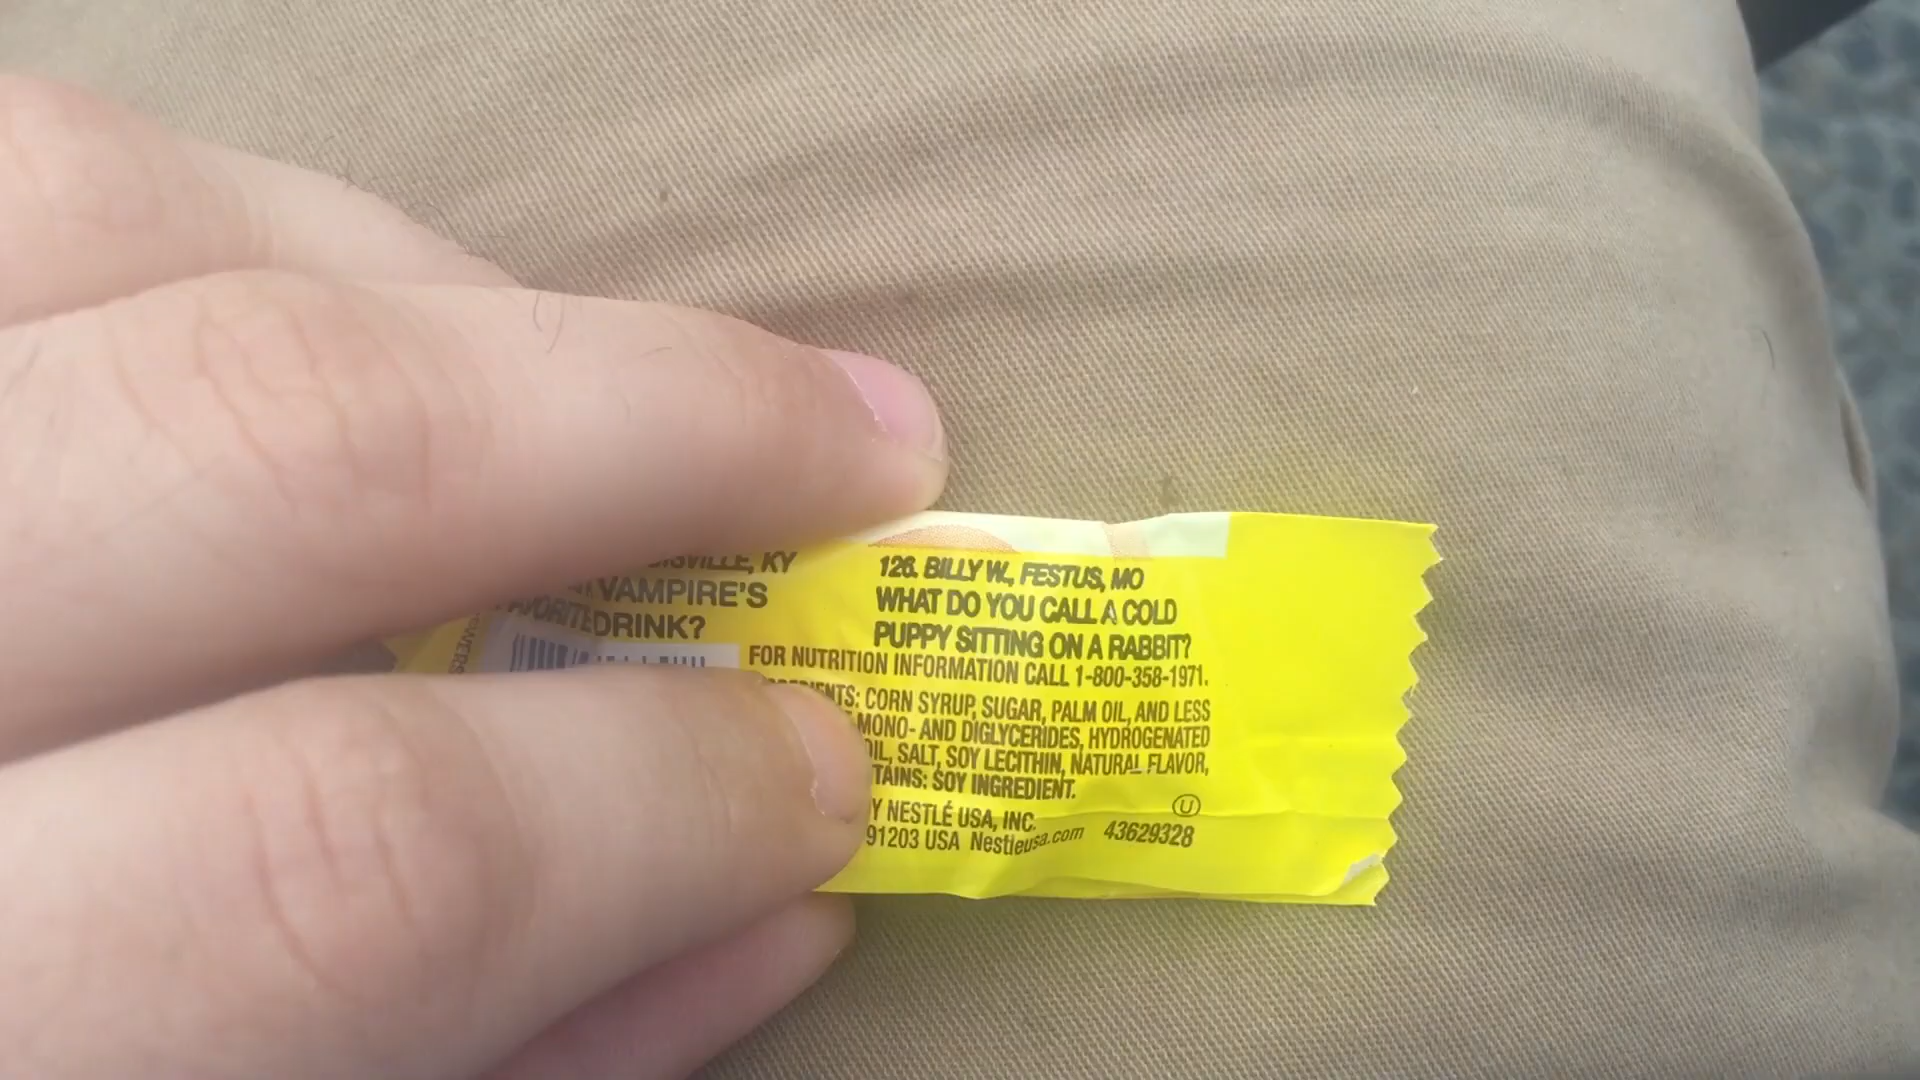 KY
VAMPIRE'S
DRINK?
126. BILLY W., FESTUS, MO
WHAT DO YOU CALL A COLD
PUPPY SITTING ON A RABBIT?
FOR NUTRITION INFORMATION CALL 1-800-358-1971.
CORN SYRUP, SUGAR, PALM OIL, AND LESS
MONO- AND DIGLYCERIDES, HYDROGENATED
OIL, SALT, SOY LECITHIN, NATURAL FLAVOR,
TAINS: SOY INGREDIENT.
Y NESTLÉ USA, INC.
U
91203 USA Nestleusa.com 43629328